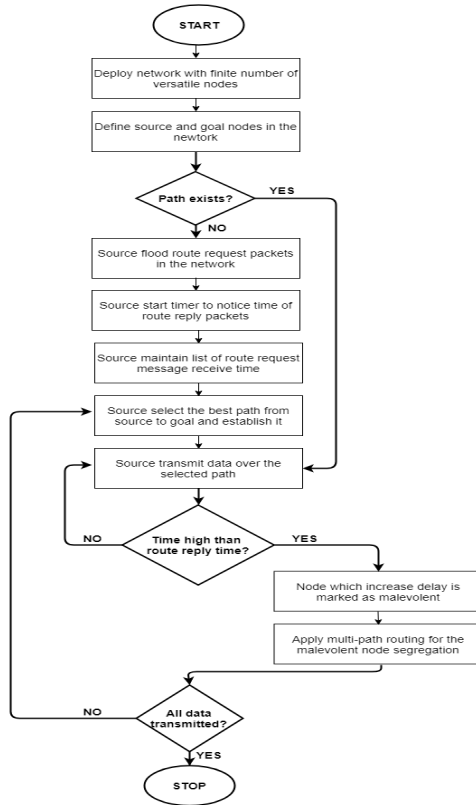 START
Deploy network with finite number of
versatile nodes
Define source and goal nodes in the
newtork
Path exists?
YES
NO
Source flood route request packets
in the network
Source start timer to notice time of
route reply packets
Source maintain list of route request
message receive time
Source select the best path from
source to goal and establish it
Source transmit data over the
selected path
NO
Time high than
route reply time?
YES
Node which increase delay is
marked as malevolent
Apply multi-path routing for the
malevolent node segregation
NO
All data
transmitted?
YES
STOP